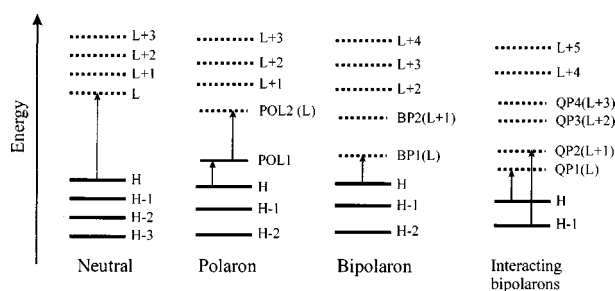 Energy
L+3
L+2
L+1
L
H
H-1
H-2
H-3
Neutral
L+3
L+2
L+1
POL2 (L)
POL1
H
H-1
H-2
Polaron
L+4
L+3
L+2
BP2(L+1)
BP1(L)
H
H-1
H-2
Bipolaron
L+5
L+4
QP4(L+3)
QP3(L+2)
QP2(L+1)
QP1(L)
H
H-1
Interacting
bipolarons